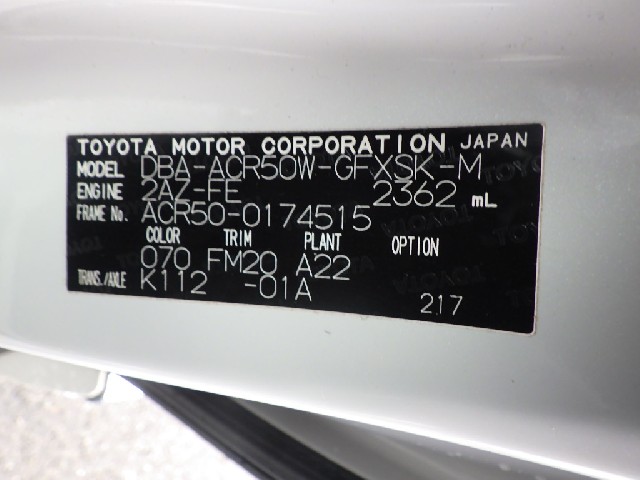 TOYOTA MOTOR CORPORATION JAPAN
MODEL DBA-ACR50W-GFXSK-M
ENGINE 2AZ-FE 2362 mL
FRAME No. ACR50-0174515
COLOR TRIM PLANT OPTION
070 FM20 A22
TRANS./AXLE K112 -01A
217